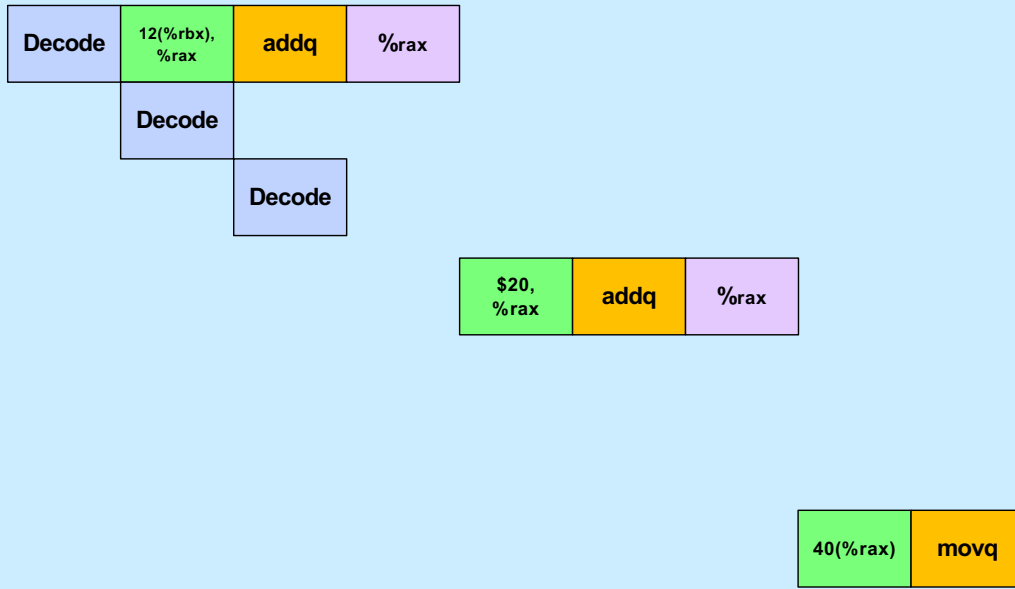 Decode
12(%rbx),
%rax
addq
%rax
Decode
Decode
$20,
%rax
addq
%rax
40(%rax)
movq